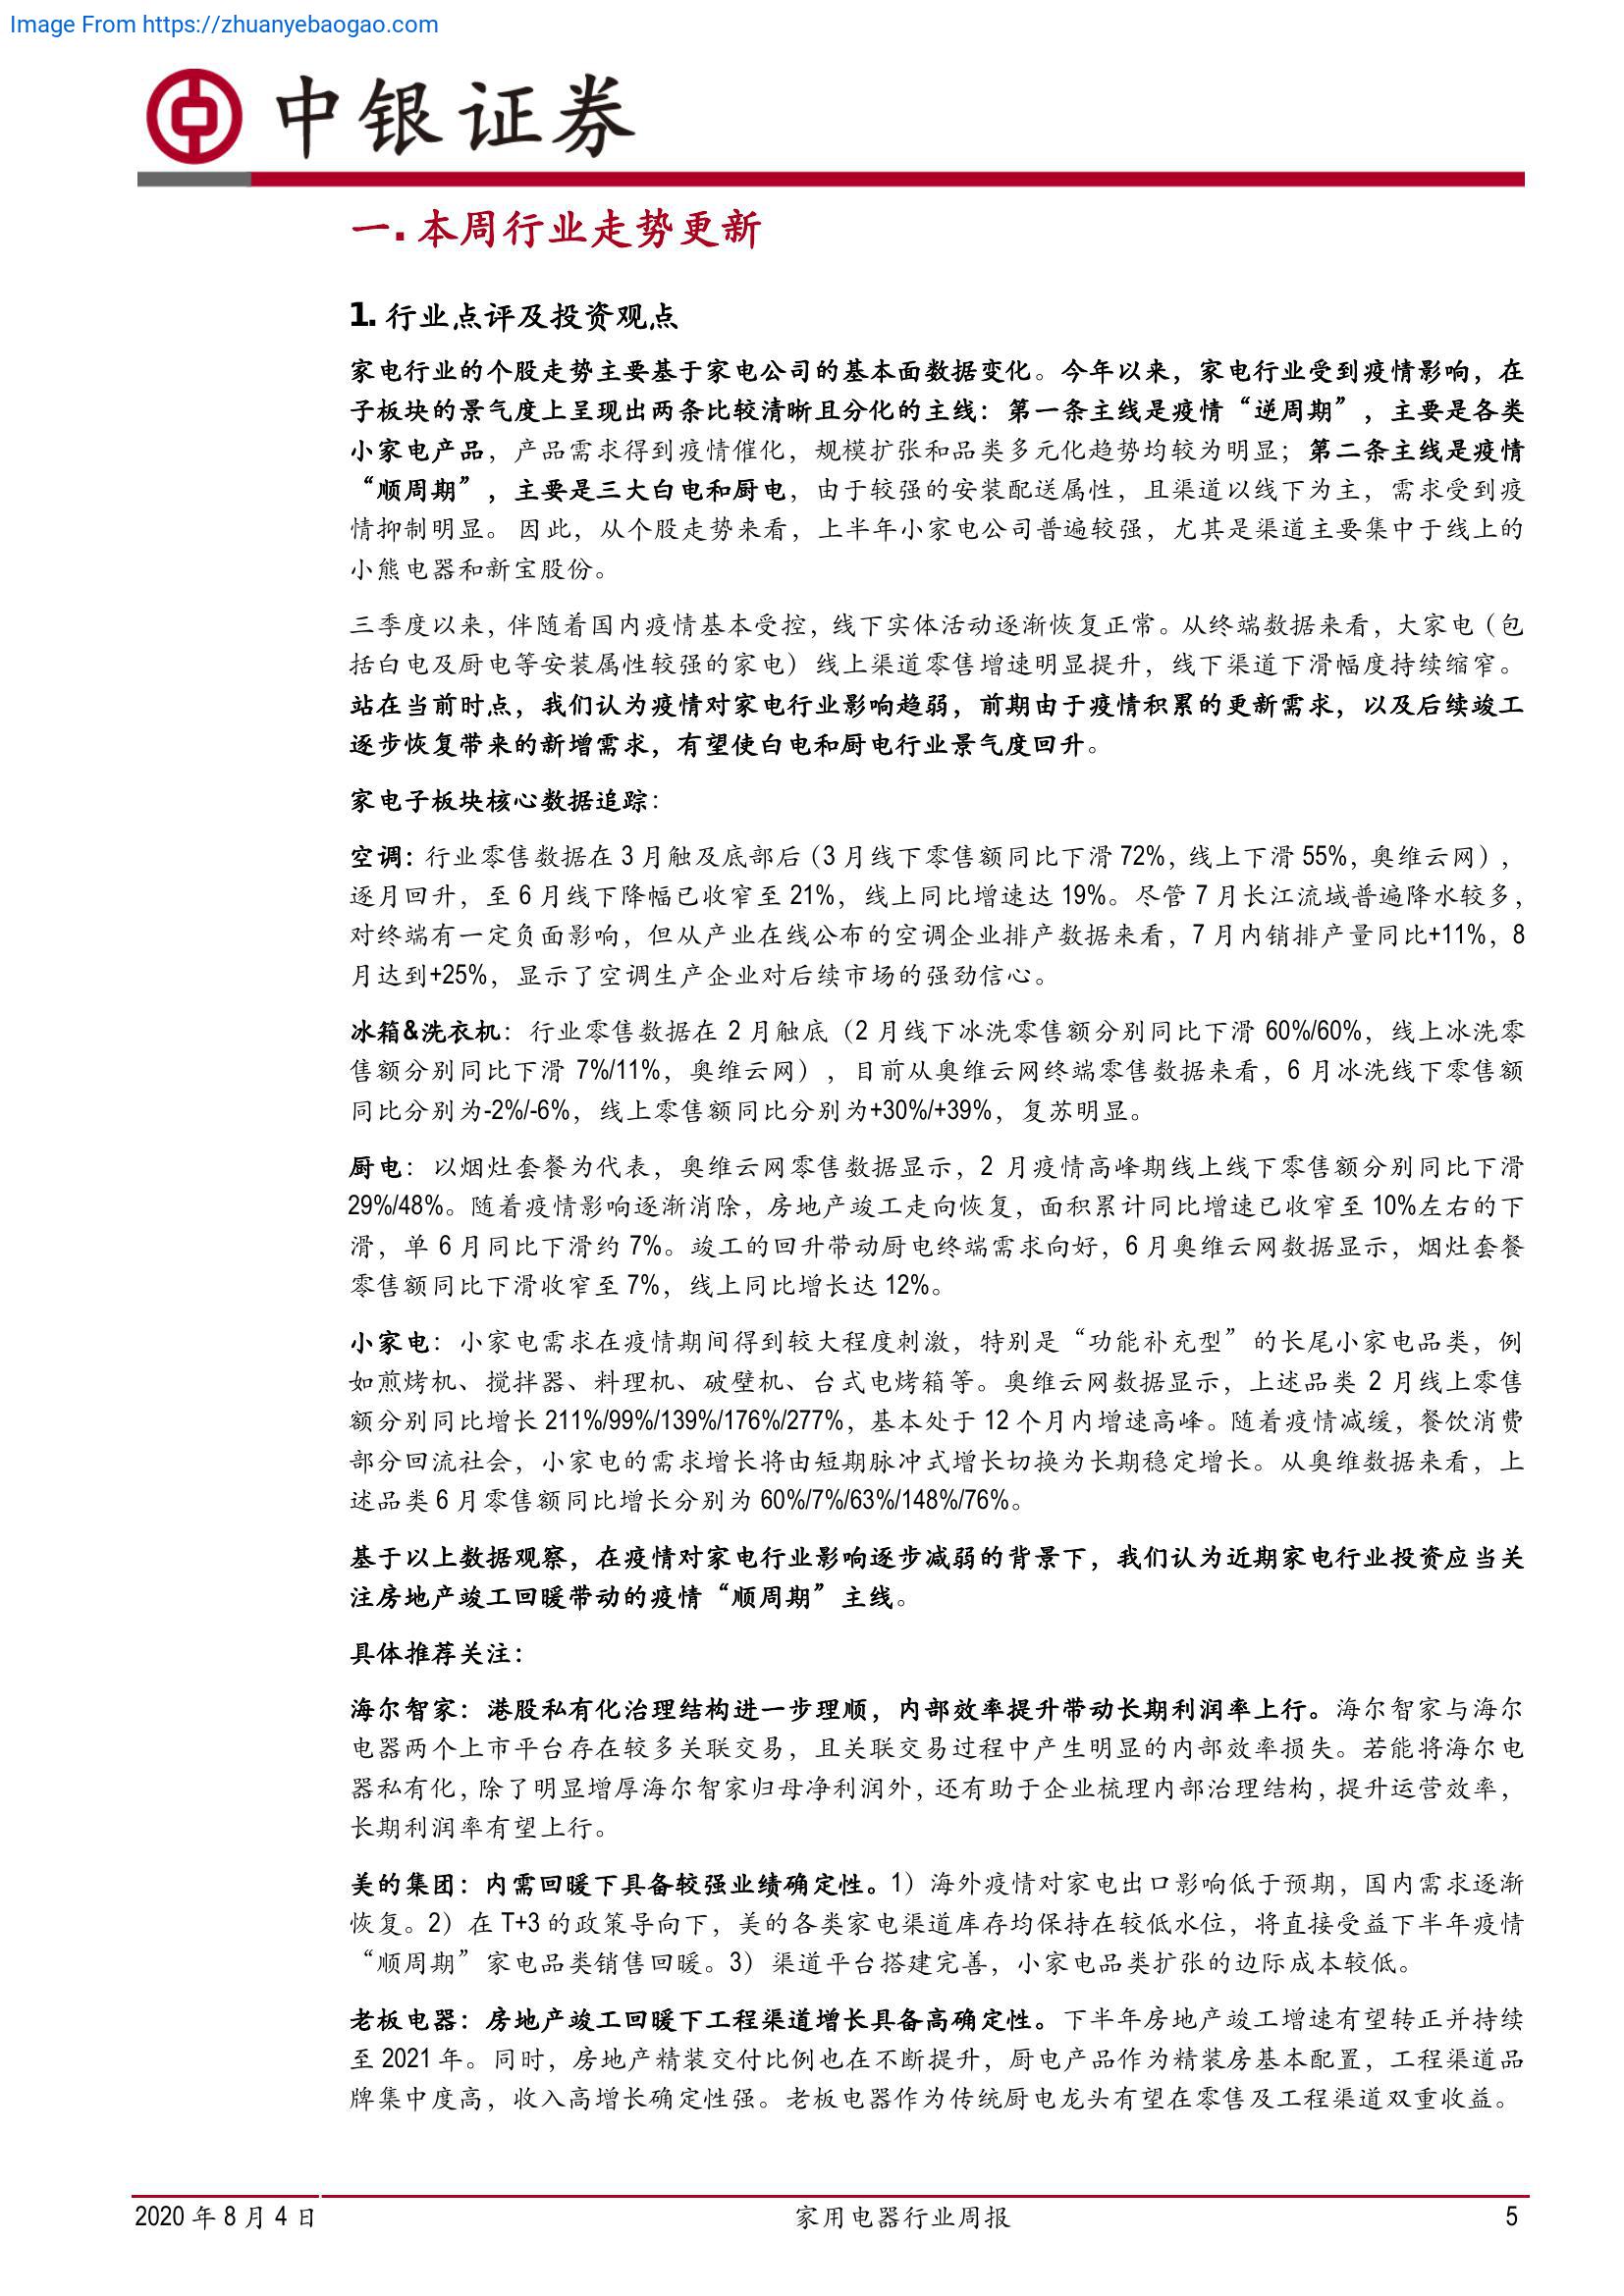 Image From https://zhuanyebaogao.com
中银证券
一. 本周行业走势更新
1. 行业点评及投资观点
家电行业的个股走势主要基于家电公司的基本面数据变化。今年以来，家电行业受到疫情影响，在
子板块的景气度上呈现出两条比较清晰且分化的主线：第一条主线是疫情“逆周期”，主要是各类
小家电产品，产品需求得到疫情催化，规模扩张和品类多元化趋势均较为明显；第二条主线是疫情
“顺周期”，主要是三大白电和厨电，由于较强的安装配送属性，且渠道以线下为主，需求受到疫
情抑制明显。 因此，从个股走势来看，上半年小家电公司普遍较强，尤其是渠道主要集中于线上的
小熊电器和新宝股份。
三季度以来，伴随着国内疫情基本受控，线下实体活动逐渐恢复正常。从终端数据来看，大家电（包
括白电及厨电等安装属性较强的家电）线上渠道零售增速明显提升，线下渠道下滑幅度持续缩窄。
站在当前时点，我们认为疫情对家电行业影响趋弱，前期由于疫情积累的更新需求，以及后续竣工
逐步恢复带来的新增需求，有望使白电和厨电行业景气度回升。
家电子板块核心数据追踪：
空调：行业零售数据在 3 月触及底部后（3 月线下零售额同比下滑 72%，线上下滑 55%，奥维云网），
逐月回升，至 6 月线下降幅已收窄至 21%，线上同比增速达 19%。尽管 7 月长江流域普遍降水较多，
对终端有一定负面影响，但从产业在线公布的空调企业排产数据来看，7 月内销排产量同比+11%，8
月达到+25%，显示了空调生产企业对后续市场的强劲信心。
冰箱&洗衣机：行业零售数据在 2 月触底（2 月线下冰洗零售额分别同比下滑 60%/60%，线上冰洗零
售额分别同比下滑 7%/11%，奥维云网），目前从奥维云网终端零售数据来看，6 月冰洗线下零售额
同比分别为-2%/-6%，线上零售额同比分别为+30%/+39%，复苏明显。
厨电：以烟灶套餐为代表，奥维云网零售数据显示，2 月疫情高峰期线上线下零售额分别同比下滑
29%/48%。随着疫情影响逐渐消除，房地产竣工走向恢复，面积累计同比增速已收窄至 10%左右的下
滑，单 6 月同比下滑约 7%。竣工的回升带动厨电终端需求向好，6 月奥维云网数据显示，烟灶套餐
零售额同比下滑收窄至 7%，线上同比增长达 12%。
小家电：小家电需求在疫情期间得到较大程度刺激，特别是“功能补充型”的长尾小家电品类，例
如煎烤机、搅拌器、料理机、破壁机、台式电烤箱等。奥维云网数据显示，上述品类 2 月线上零售
额分别同比增长 211%/99%/139%/176%/277%，基本处于 12 个月内增速高峰。随着疫情减缓，餐饮消费
部分回流社会，小家电的需求增长将由短期脉冲式增长切换为长期稳定增长。从奥维数据来看，上
述品类 6 月零售额同比增长分别为 60%/7%/63%/148%/76%。
基于以上数据观察，在疫情对家电行业影响逐步减弱的背景下，我们认为近期家电行业投资应当关
注房地产竣工回暖带动的疫情“顺周期”主线。
具体推荐关注：
海尔智家：港股私有化治理结构进一步理顺，内部效率提升带动长期利润率上行。海尔智家与海尔
电器两个上市平台存在较多关联交易，且关联交易过程中产生明显的内部效率损失。若能将海尔电
器私有化，除了明显增厚海尔智家归母净利润外，还有助于企业梳理内部治理结构，提升运营效率，
长期利润率有望上行。
美的集团：内需回暖下具备较强业绩确定性。1）海外疫情对家电出口影响低于预期，国内需求逐渐
恢复。2）在 T+3 的政策导向下，美的各类家电渠道库存均保持在较低水位，将直接受益下半年疫情
“顺周期”家电品类销售回暖。3）渠道平台搭建完善，小家电品类扩张的边际成本较低。
老板电器：房地产竣工回暖下工程渠道增长具备高确定性。下半年房地产竣工增速有望转正并持续
至 2021 年。同时，房地产精装交付比例也在不断提升，厨电产品作为精装房基本配置，工程渠道品
牌集中度高，收入高增长确定性强。老板电器作为传统厨电龙头有望在零售及工程渠道双重收益。
2020 年 8 月 4 日
家用电器行业周报
5